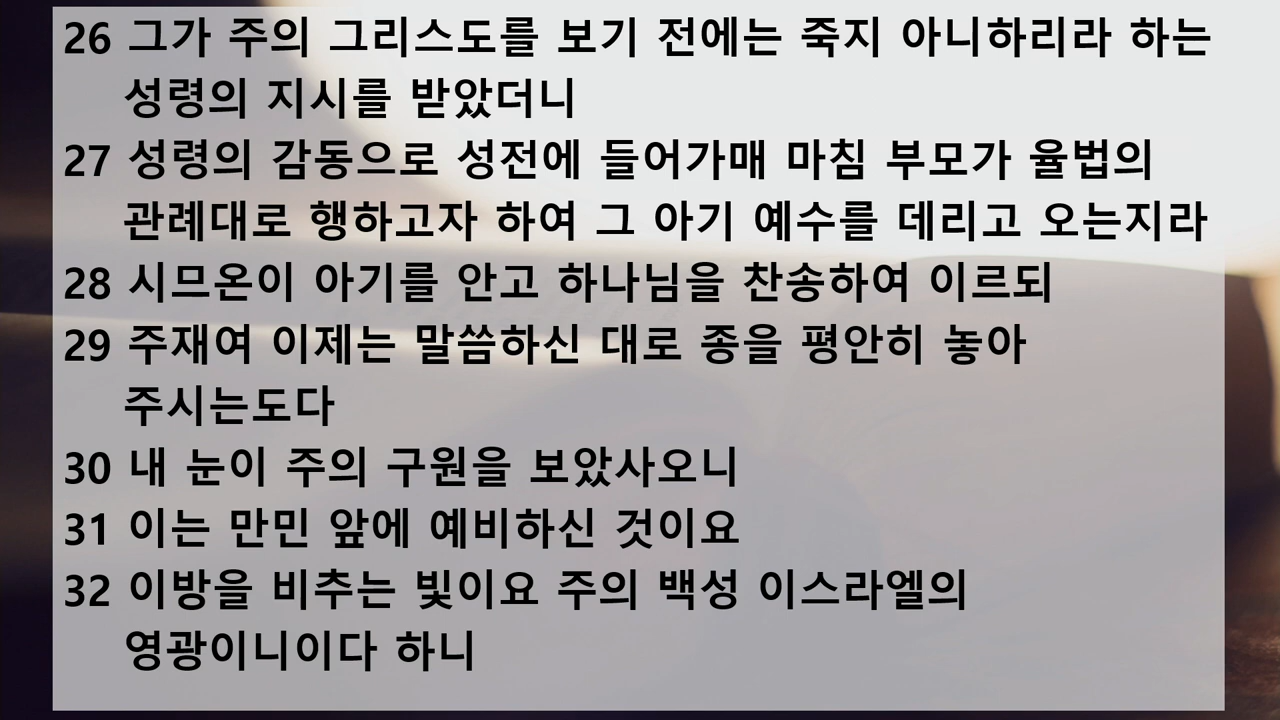 26 그가 주의 그리스도를 보기 전에는 죽지 아니하리라 하는
성령의 지시를 받았더니
27 성령의 감동으로 성전에 들어가매 마침 부모가 율법의
관례대로 행하고자 하여 그 아기 예수를 데리고 오는지라
28 시므온이 아기를 안고 하나님을 찬송하여 이르되
29 주재여 이제는 말씀하신 대로 종을 평안히 놓아
주시는도다
30 내 눈이 주의 구원을 보았사오니
31 이는 만민 앞에 예비하신 것이요
32 이방을 비추는 빛이요 주의 백성 이스라엘의
영광이니이다 하니